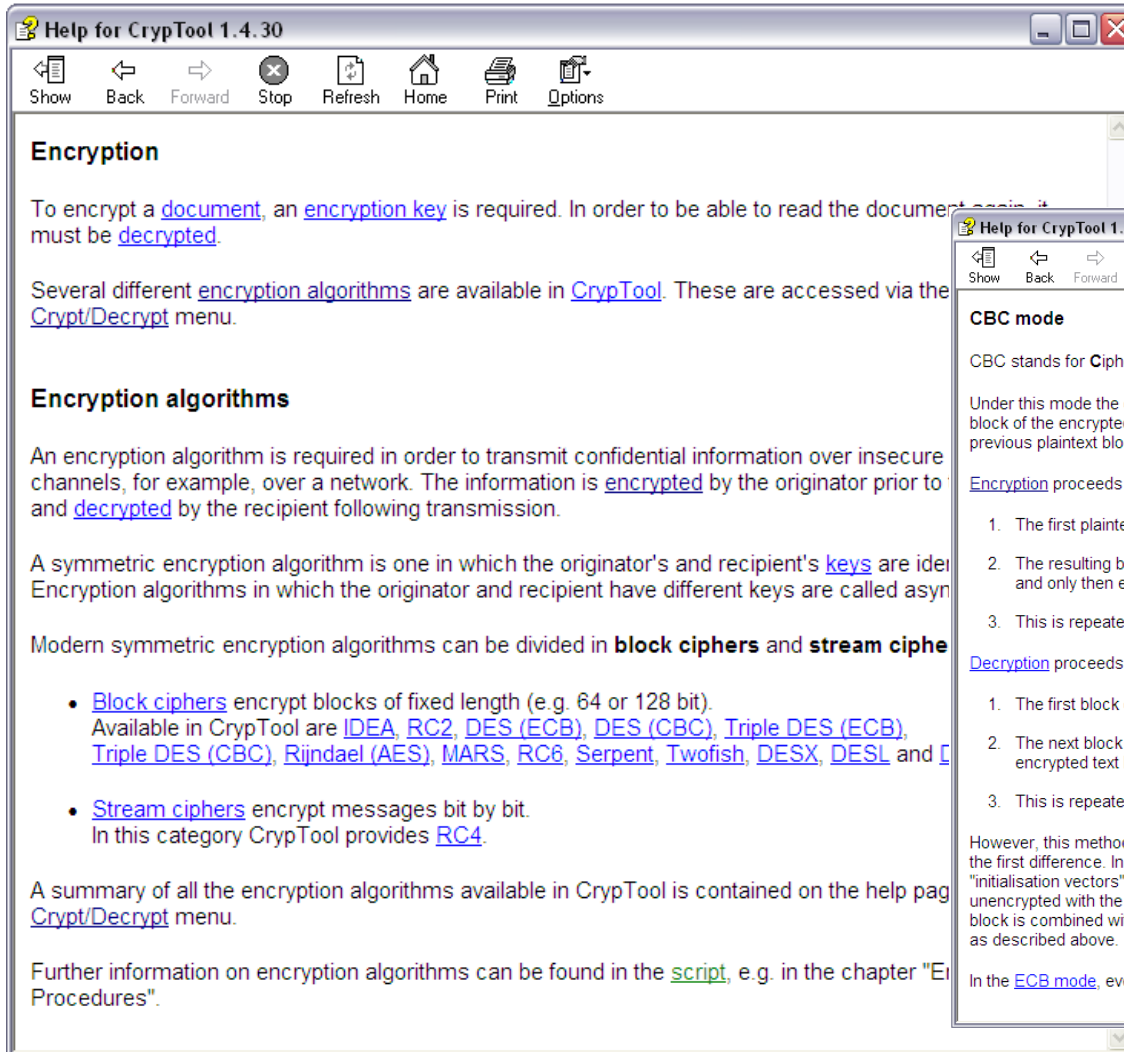 Help for CrypTool 1.4.30
Show Back Forward Stop Refresh Home Print Options
Encryption
To encrypt a document, an encryption key is required. In order to be able to read the document again, it
must be decrypted.
Several different encryption algorithms are available in CrypTool. These are accessed via the
Crypt/Decrypt menu.
Encryption algorithms
An encryption algorithm is required in order to transmit confidential information over insecure
channels, for example, over a network. The information is encrypted by the originator prior to
and decrypted by the recipient following transmission.
A symmetric encryption algorithm is one in which the originator's and recipient's keys are
Encryption algorithms in which the originator and recipient have different keys are called
Modern symmetric encryption algorithms can be divided in block ciphers and stream
• Block ciphers encrypt blocks of fixed length (e.g. 64 or 128 bit).
Available in CrypTool are IDEA, RC2, DES (ECB), DES (CBC), Triple DES (ECB),
Triple DES (CBC), Rijndael (AES), MARS, RC6, Serpent, Twofish, DESX, DESL and
• Stream ciphers encrypt messages bit by bit.
In this category CrypTool provides RC4.
A summary of all the encryption algorithms available in CrypTool is contained on the help
Crypt/Decrypt menu.
Further information on encryption algorithms can be found in the script, e.g. in the chapter
Procedures".
Help for CrypTool 1.
Show Back Forward
CBC mode
CBC stands for
Under this mode the
block of the
previous plaintext
Encryption proceeds
1. The first
2. The resulting
and only then
3. This is
Decryption proceeds
1. The first block
2. The next block
encrypted text
3. This is
However, this
the first difference. In
"initialisation vectors"
unencrypted with the
block is combined
as described above.
In the ECB mode,